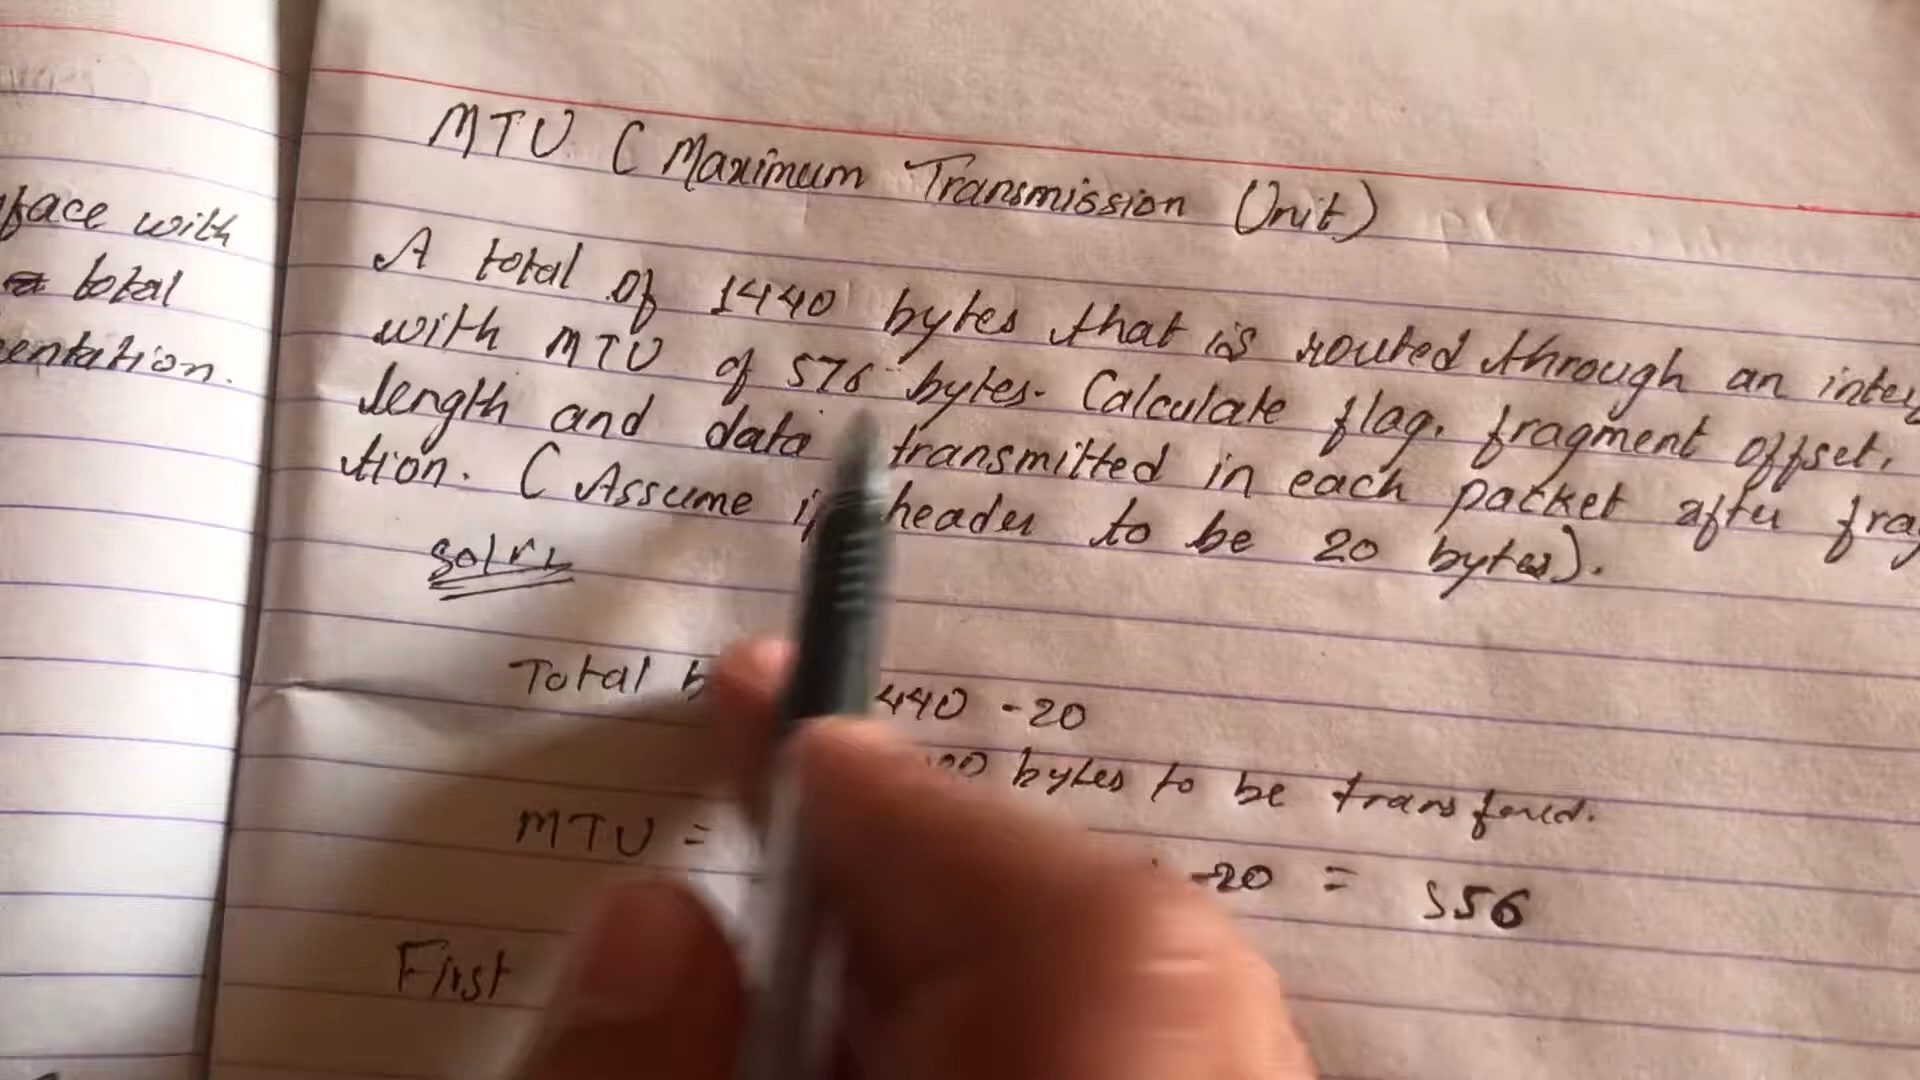 face with
total
entation.
MTU (Maximum Transmission Unit)
A total of 1440 bytes that is routed through an inter
with MTU of 576 bytes. Calculate flag, fragment offset,
length and data transmitted in each packet after fra
tion. (Assume header to be 20 bytes).
Soln
Total 440 - 20
bytes to be transfered.
MTU = -20 = 556
First